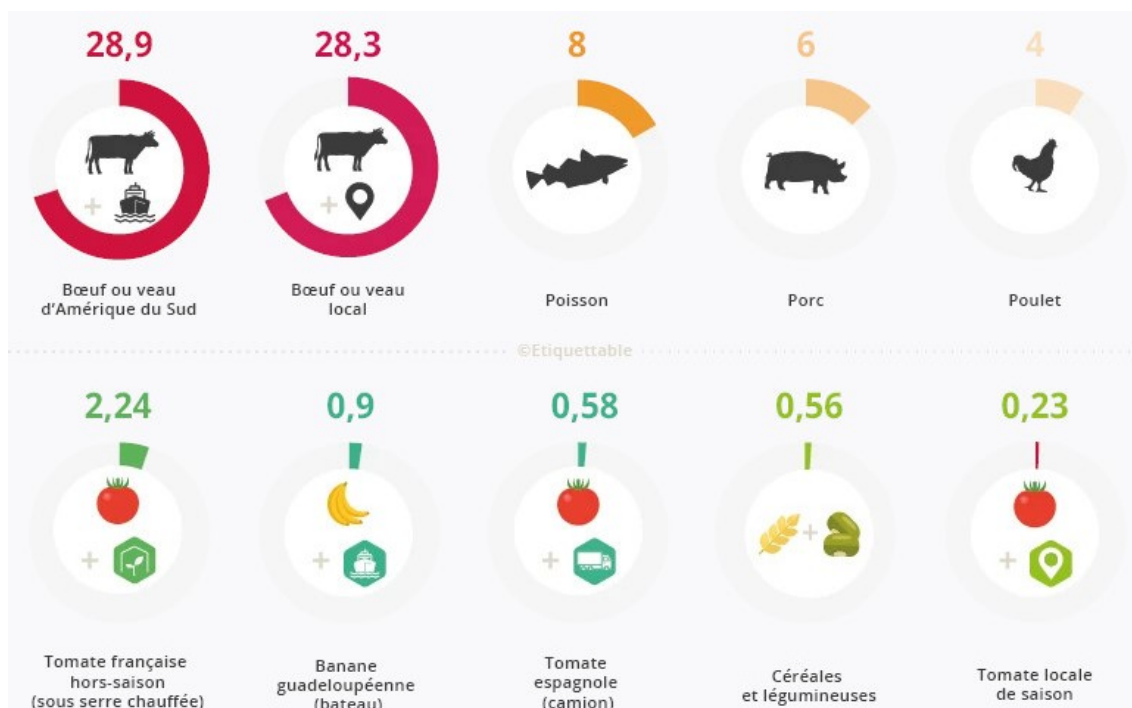 28,9
28,3
8
6
4
Bœuf ou veau
d'Amérique du Sud
Bœuf ou veau
local
Poisson
Porc
Poulet
©Etiquettable
2,24
0,9
0,58
0,56
0,23
Tomate française
hors-saison
(sous serre chauffée)
Banane
guadeloupéenne
(bateau)
Tomate
espagnole
(camion)
Céréales
et légumineuses
Tomate locale
de saison